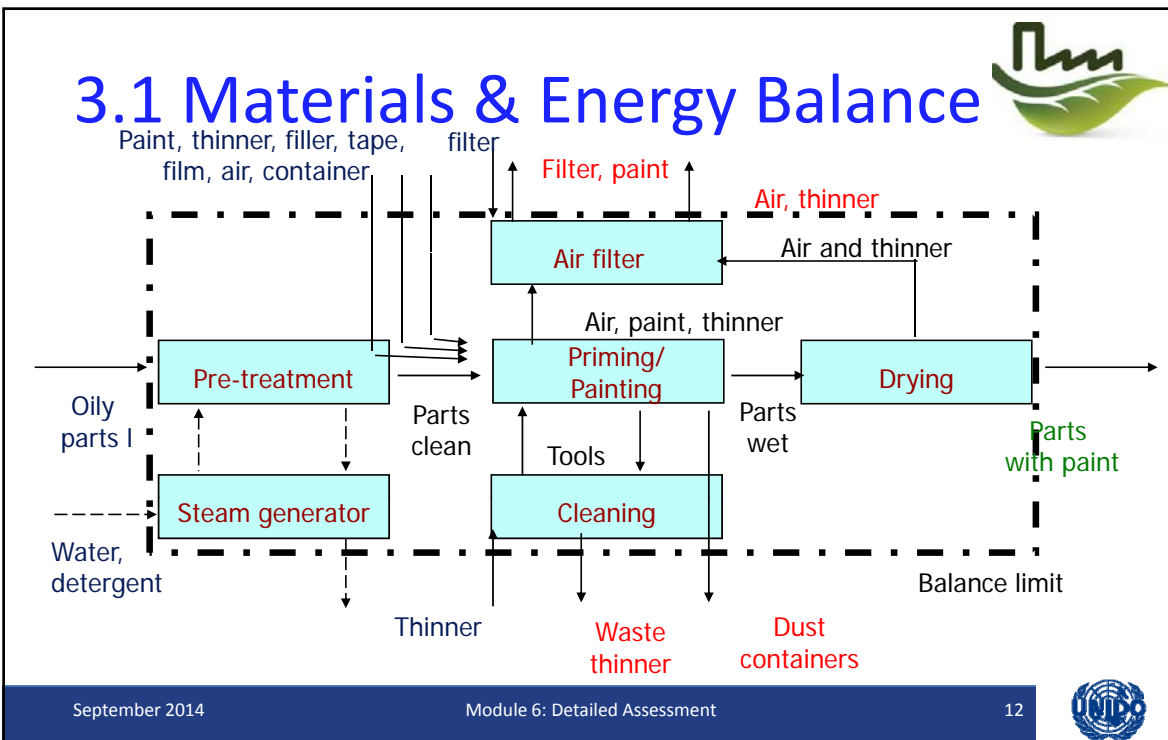 3.1 Materials & Energy Balance
Paint, thinner, filler, tape,
film, air, container
filter
Filter, paint
Air, thinner
Air filter
Air and thinner
Air, paint, thinner
Pre-treatment
Priming/
Painting
Drying
Oily
parts I
Parts
clean
Parts
wet
Parts
with paint
Tools
Steam generator
Cleaning
Water,
detergent
Balance limit
Thinner
Waste
thinner
Dust
containers
September 2014
Module 6: Detailed Assessment
12
UNIDO